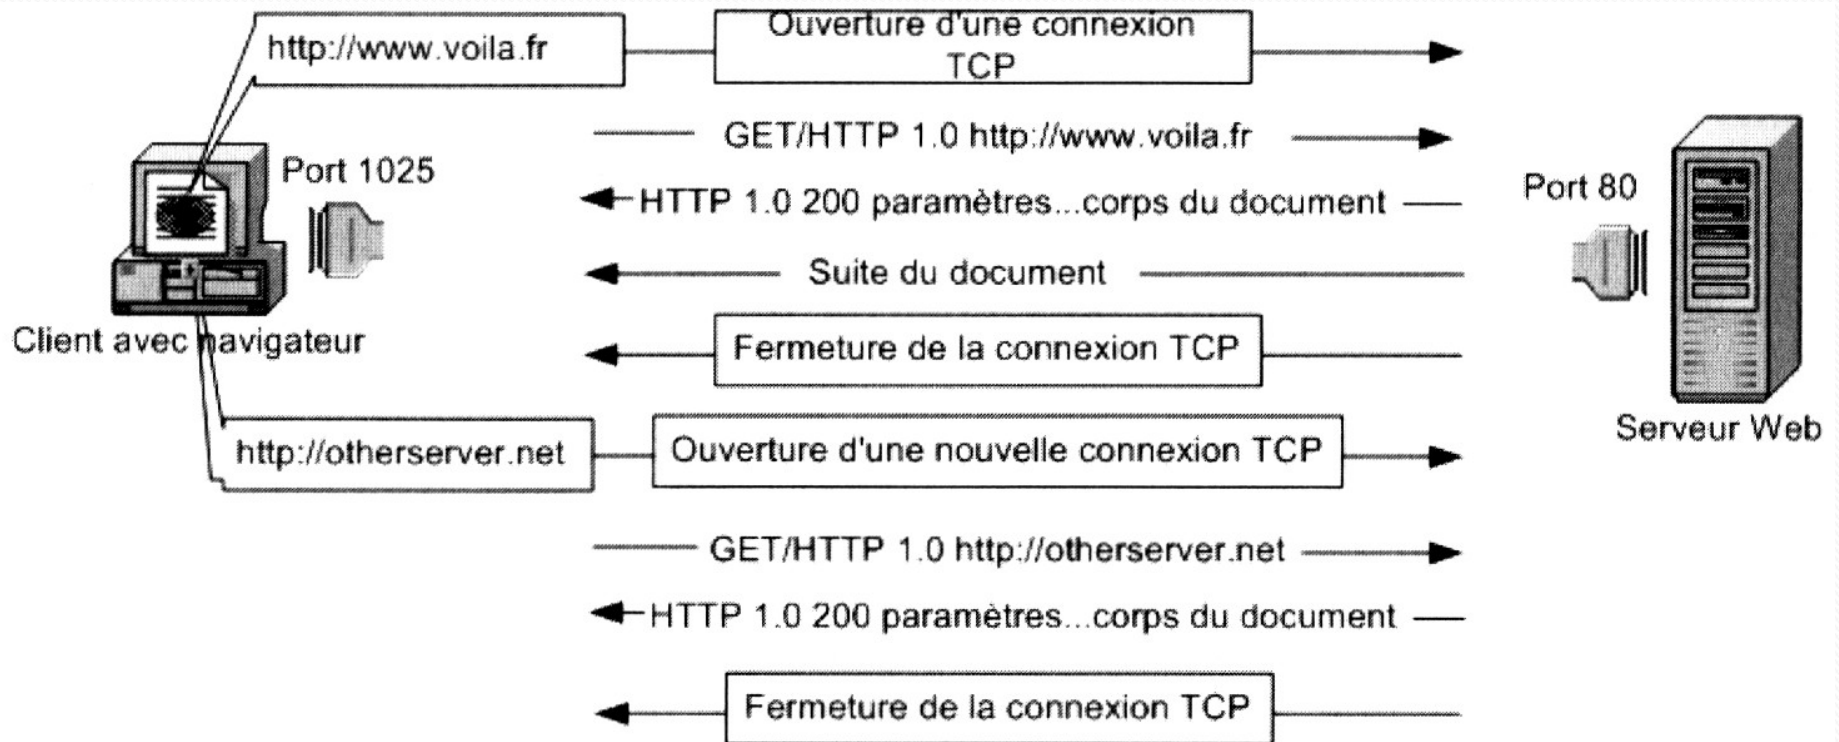 http://www.voila.fr
Ouverture d'une connexion
TCP
GET/HTTP 1.0 http://www.voila.fr
Port 1025
HTTP 1.0 200 paramètres...corps du document
Port 80
Suite du document
Client avec navigateur
Fermeture de la connexion TCP
Serveur Web
http://otherserver.net
Ouverture d'une nouvelle connexion TCP
GET/HTTP 1.0 http://otherserver.net
HTTP 1.0 200 paramètres...corps du document
Fermeture de la connexion TCP